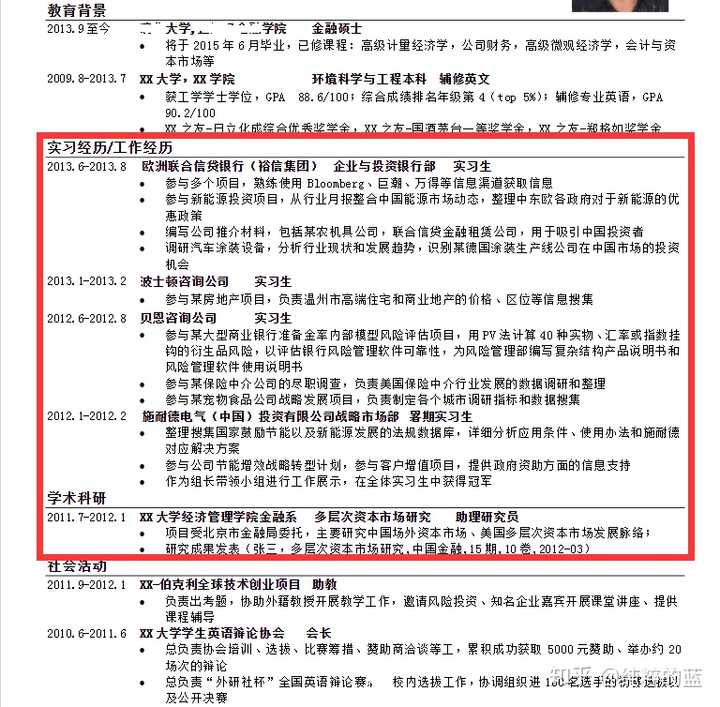 教育背景
2013.9至今 大学, 学院 金融硕士
• 将于 2015 年 6 月毕业，已修课程：高级计量经济学，公司财务，高级微观经济学，会计与资
本市场等
2009.8-2013.7 XX 大学，XX 学院 环境科学与工程本科 辅修英文
• 获工学学士学位，GPA 88.6/100；综合成绩排名年级第 4（top 5%）；辅修专业英语，GPA
90.2/100
• XX 之友-日立化成综合优秀奖学金，XX 之友-国酒茅台一等奖学金，XX 之友-郑格如奖学金
实习经历/工作经历
2013.6-2013.8 欧洲联合信贷银行（裕信集团） 企业与投资银行部 实习生
• 参与多个项目，熟练使用 Bloomberg、巨潮、万得等信息渠道获取信息
• 参与新能源投资项目，从行业月报整合中国能源市场动态，整理中东欧各政府对于新能源的优
惠政策
• 编写公司推介材料，包括某农机具公司，联合信贷金融租赁公司，用于吸引中国投资者
• 调研汽车涂装设备，分析行业现状和发展趋势，识别某德国涂装生产线公司在中国市场的投资
机会
2013.1-2013.2 波士顿咨询公司 实习生
• 参与某房地产项目，负责温州市高端住宅和商业地产的价格、区位等信息搜集
2012.6-2012.8 贝恩咨询公司 实习生
• 参与某大型商业银行准备金率内部模型风险评估项目，用 PV 法计算 40 种实物、汇率或指数挂
钩的衍生品风险，以评估银行风险管理软件可靠性，为风险管理部编写复杂结构产品说明书和
风险管理软件使用说明书
• 参与某保险中介公司的尽职调查，负责美国保险中介行业发展的数据调研和整理
• 参与某宠物食品公司战略发展项目，负责制定各个城市调研指标和数据搜集
2012.1-2012.2 施耐德电气（中国）投资有限公司战略市场部 暑期实习生
• 整理搜集国家鼓励节能以及新能源发展的法规数据库，详细分析应用条件、使用办法和施耐德
对应解决方案
• 参与公司节能增效战略转型计划，参与客户增值项目，提供政府资助方面的信息支持
• 作为组长带领小组进行工作展示，在全体实习生中获得冠军
学术科研
2011.7-2012.1 XX 大学经济管理学院金融系 多层次资本市场研究 助理研究员
• 项目受北京市金融局委托，主要研究中国场外资本市场、美国多层次资本市场发展脉络；
• 研究成果发表（张三，多层次资本市场研究,中国金融,15 期,10 卷,2012-03）
社会活动
2011.9-2012.1 XX-伯克利全球技术创业项目 助教
• 负责出考题，协助外籍教授开展教学工作，邀请风险投资、知名企业嘉宾开展课堂讲座、提供
课程辅导
2010.6-2011.6 XX 大学学生英语辩论协会 会长
• 总负责协会培训、选拔、比赛筹措、赞助商洽谈等工，累积成功获取 5000 元赞助、举办约 20
场次的辩论
• 总负责“外研社杯”全国英语辩论赛。 校内选拔工作，协调组织进 160 名选手的初赛选拔以
及公开决赛
知乎 @纯粹的蓝